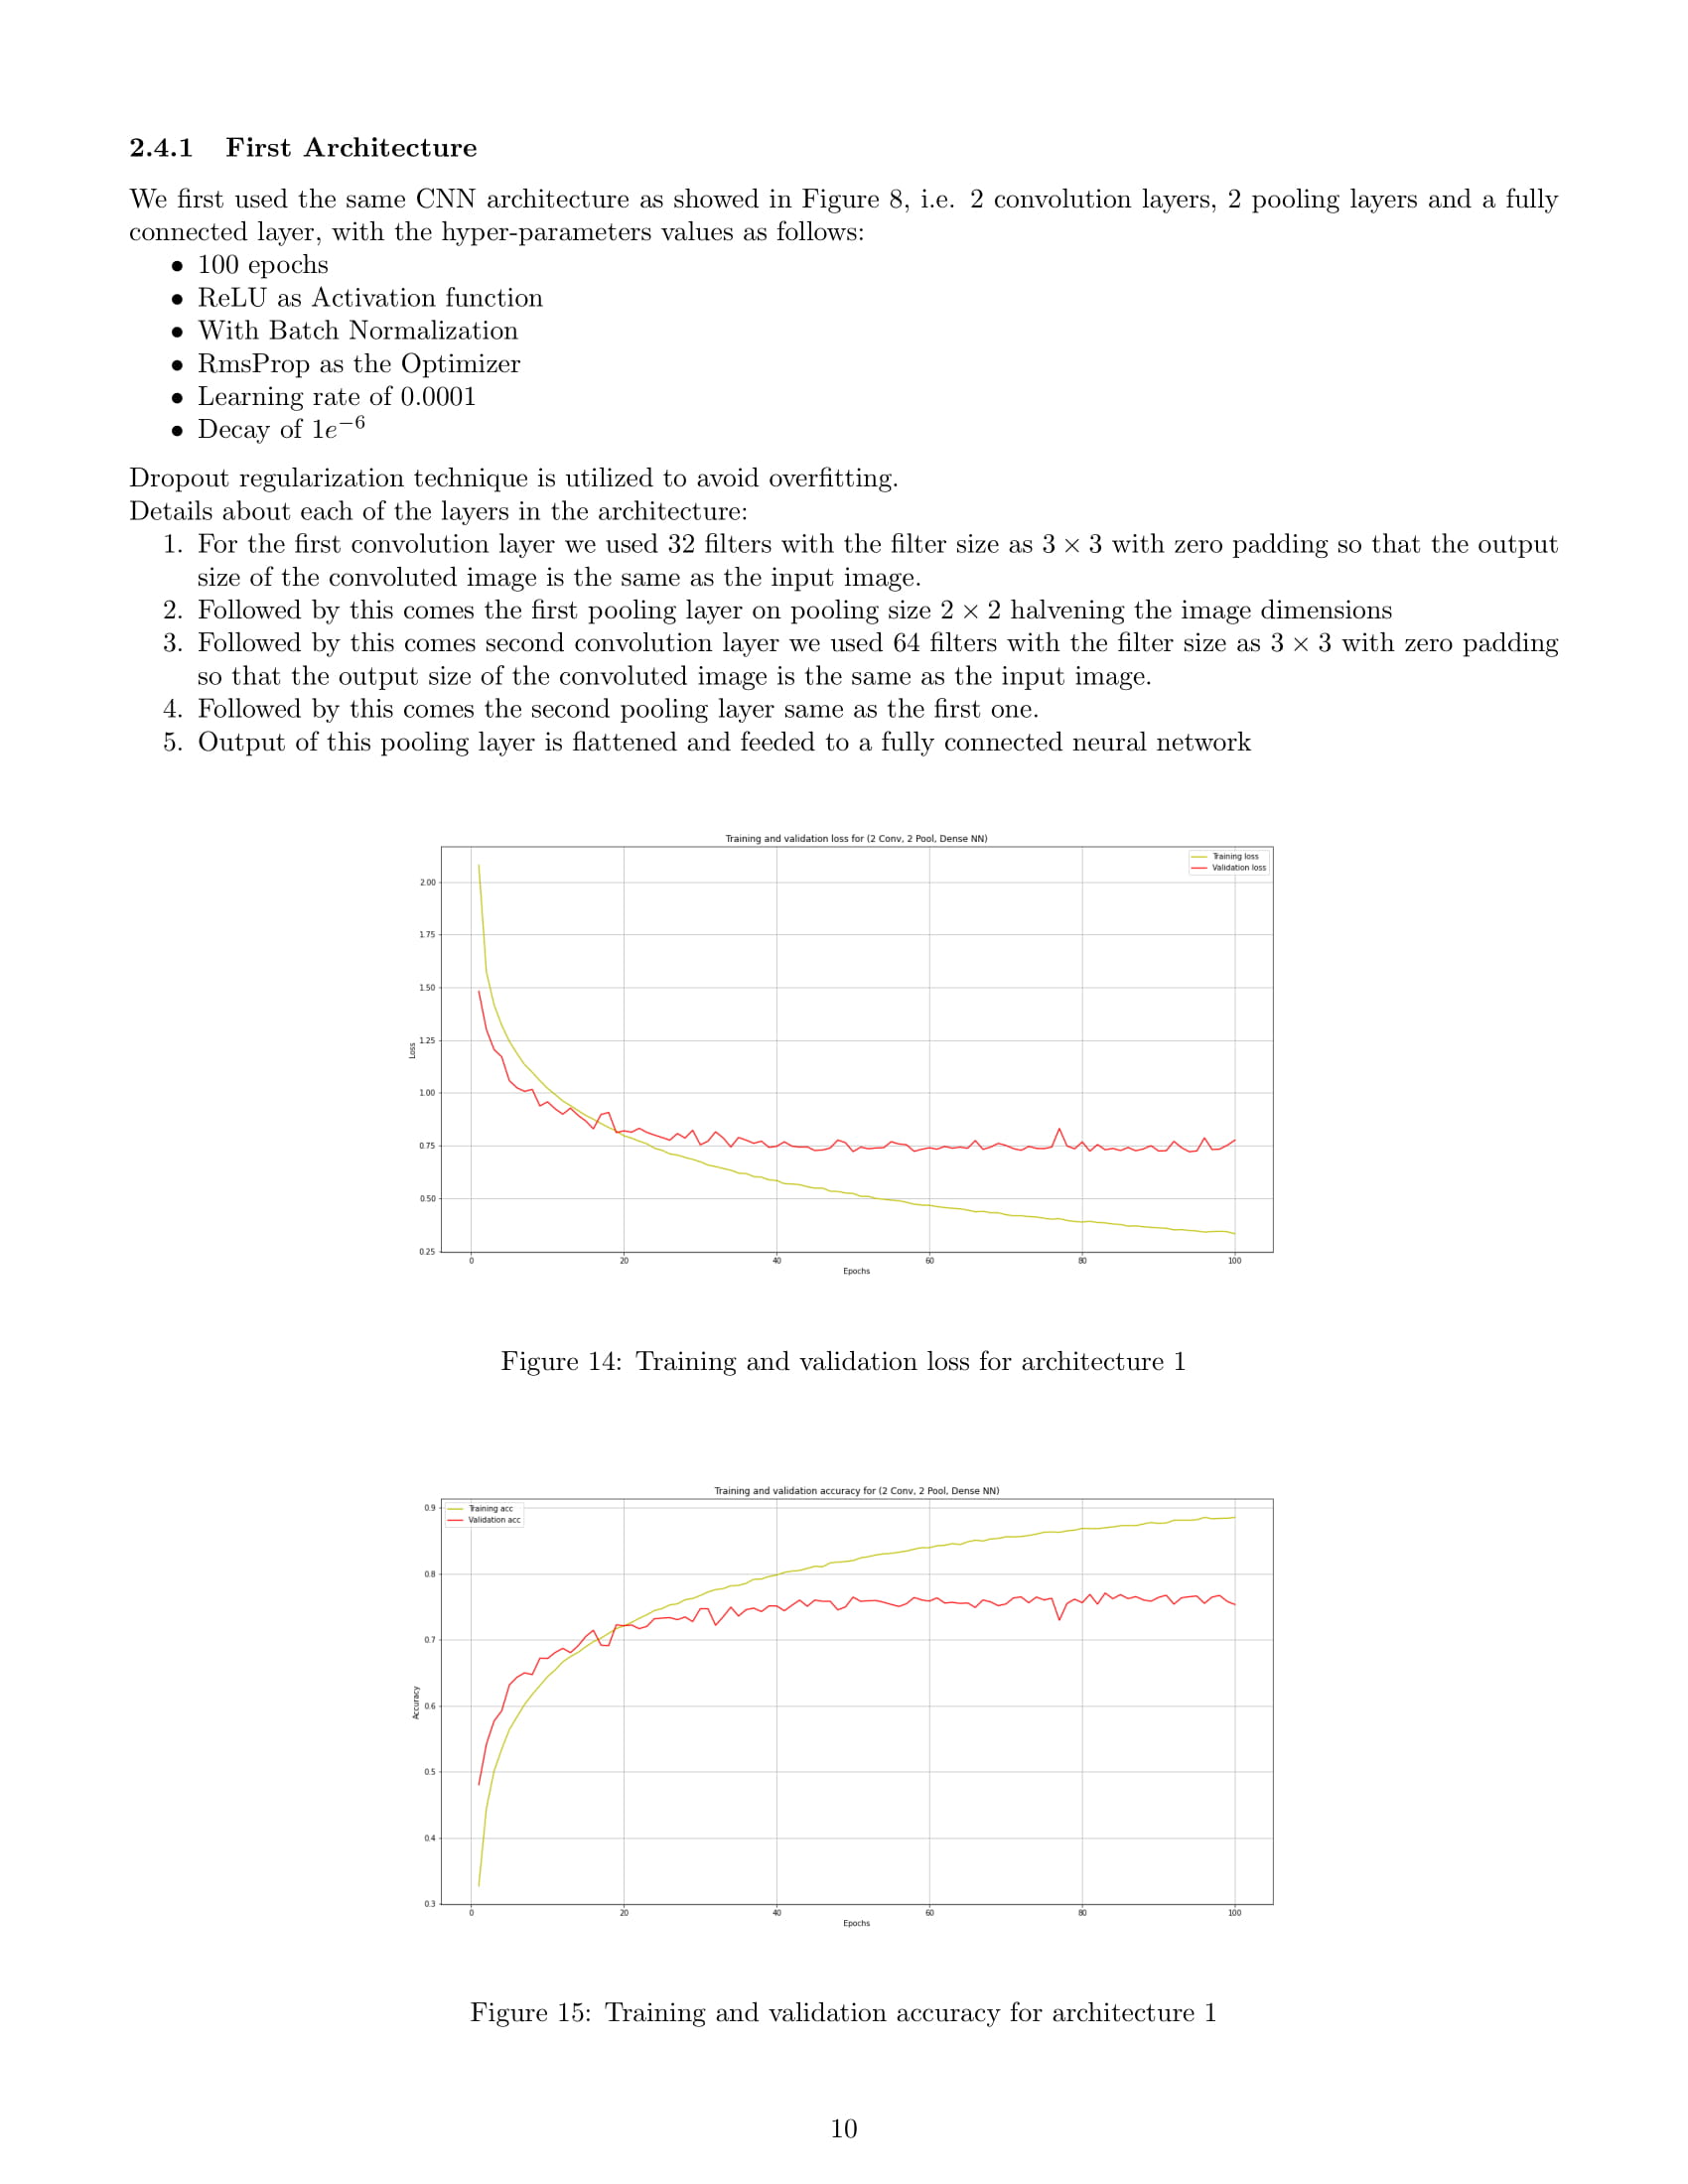 2.4.1 First Architecture
We first used the same CNN architecture as showed in Figure 8, i.e. 2 convolution layers, 2 pooling layers and a fully
connected layer, with the hyper-parameters values as follows:
• 100 epochs
• ReLU as Activation function
• With Batch Normalization
• RmsProp as the Optimizer
• Learning rate of 0.0001
• Decay of 1e⁻⁶
Dropout regularization technique is utilized to avoid overfitting.
Details about each of the layers in the architecture:
1. For the first convolution layer we used 32 filters with the filter size as 3 × 3 with zero padding so that the output
size of the convoluted image is the same as the input image.
2. Followed by this comes the first pooling layer on pooling size 2 × 2 halvening the image dimensions
3. Followed by this comes second convolution layer we used 64 filters with the filter size as 3 × 3 with zero padding
so that the output size of the convoluted image is the same as the input image.
4. Followed by this comes the second pooling layer same as the first one.
5. Output of this pooling layer is flattened and feeded to a fully connected neural network
Training and validation loss for (2 Conv, 2 Pool, Dense NN)
Training loss
Validation loss
2.00
1.75
1.50
1.25
Loss
1.00
0.75
0.50
0.25
0 20 40 60 80 100
Epochs
Figure 14: Training and validation loss for architecture 1
Training and validation accuracy for (2 Conv, 2 Pool, Dense NN)
Training acc
Validation acc
0.9
0.8
0.7
0.6
Accuracy
0.5
0.4
0.3
0 20 40 60 80 100
Epochs
Figure 15: Training and validation accuracy for architecture 1
10